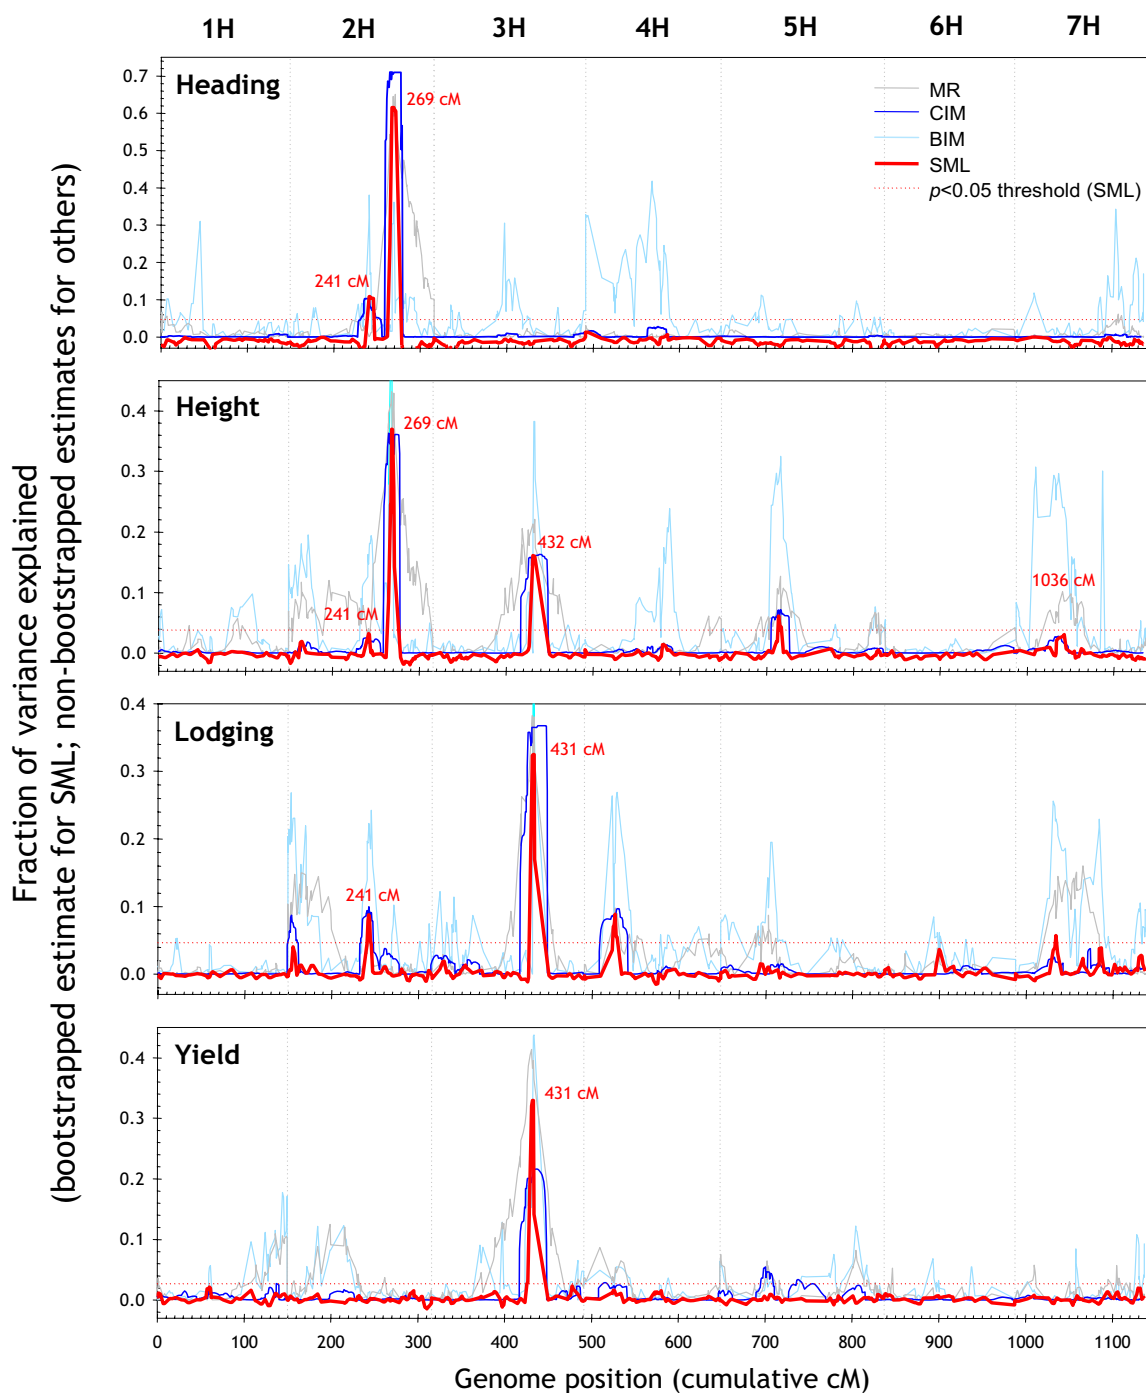 1H 2H 3H 4H 5H 6H 7H
Fraction of variance explained
(bootstrapped estimate for SML; non-bootstrapped estimates for others)
Heading
MR
CIM
BIM
SML
p<0.05 threshold (SML)
269 cM
241 cM
0.7
0.6
0.5
0.4
0.3
0.2
0.1
0.0
Height
269 cM
432 cM
241 cM
1036 cM
0.4
0.3
0.2
0.1
0.0
Lodging
431 cM
241 cM
0.4
0.3
0.2
0.1
0.0
Yield
431 cM
0.4
0.3
0.2
0.1
0.0
0 100 200 300 400 500 600 700 800 900 1000 1100
Genome position (cumulative cM)